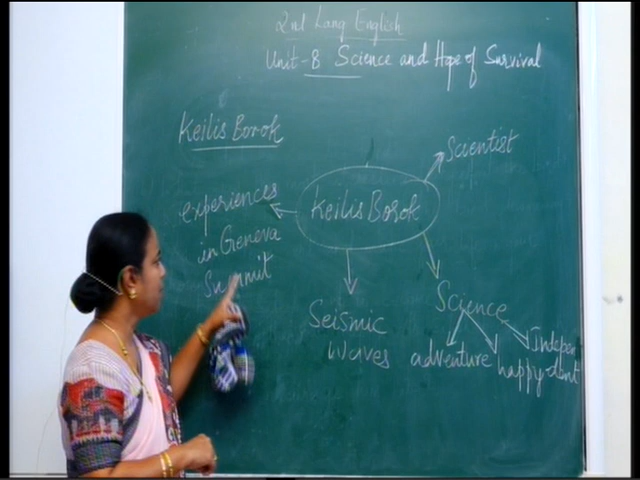 2nd Lang English
Unit-8 Science and Hope of Survival
Keilis Borok
Scientist
experiences
in Geneva
Summit
Keilis Borok
Seismic
waves
Science
adventure
happy
Indepen
dent